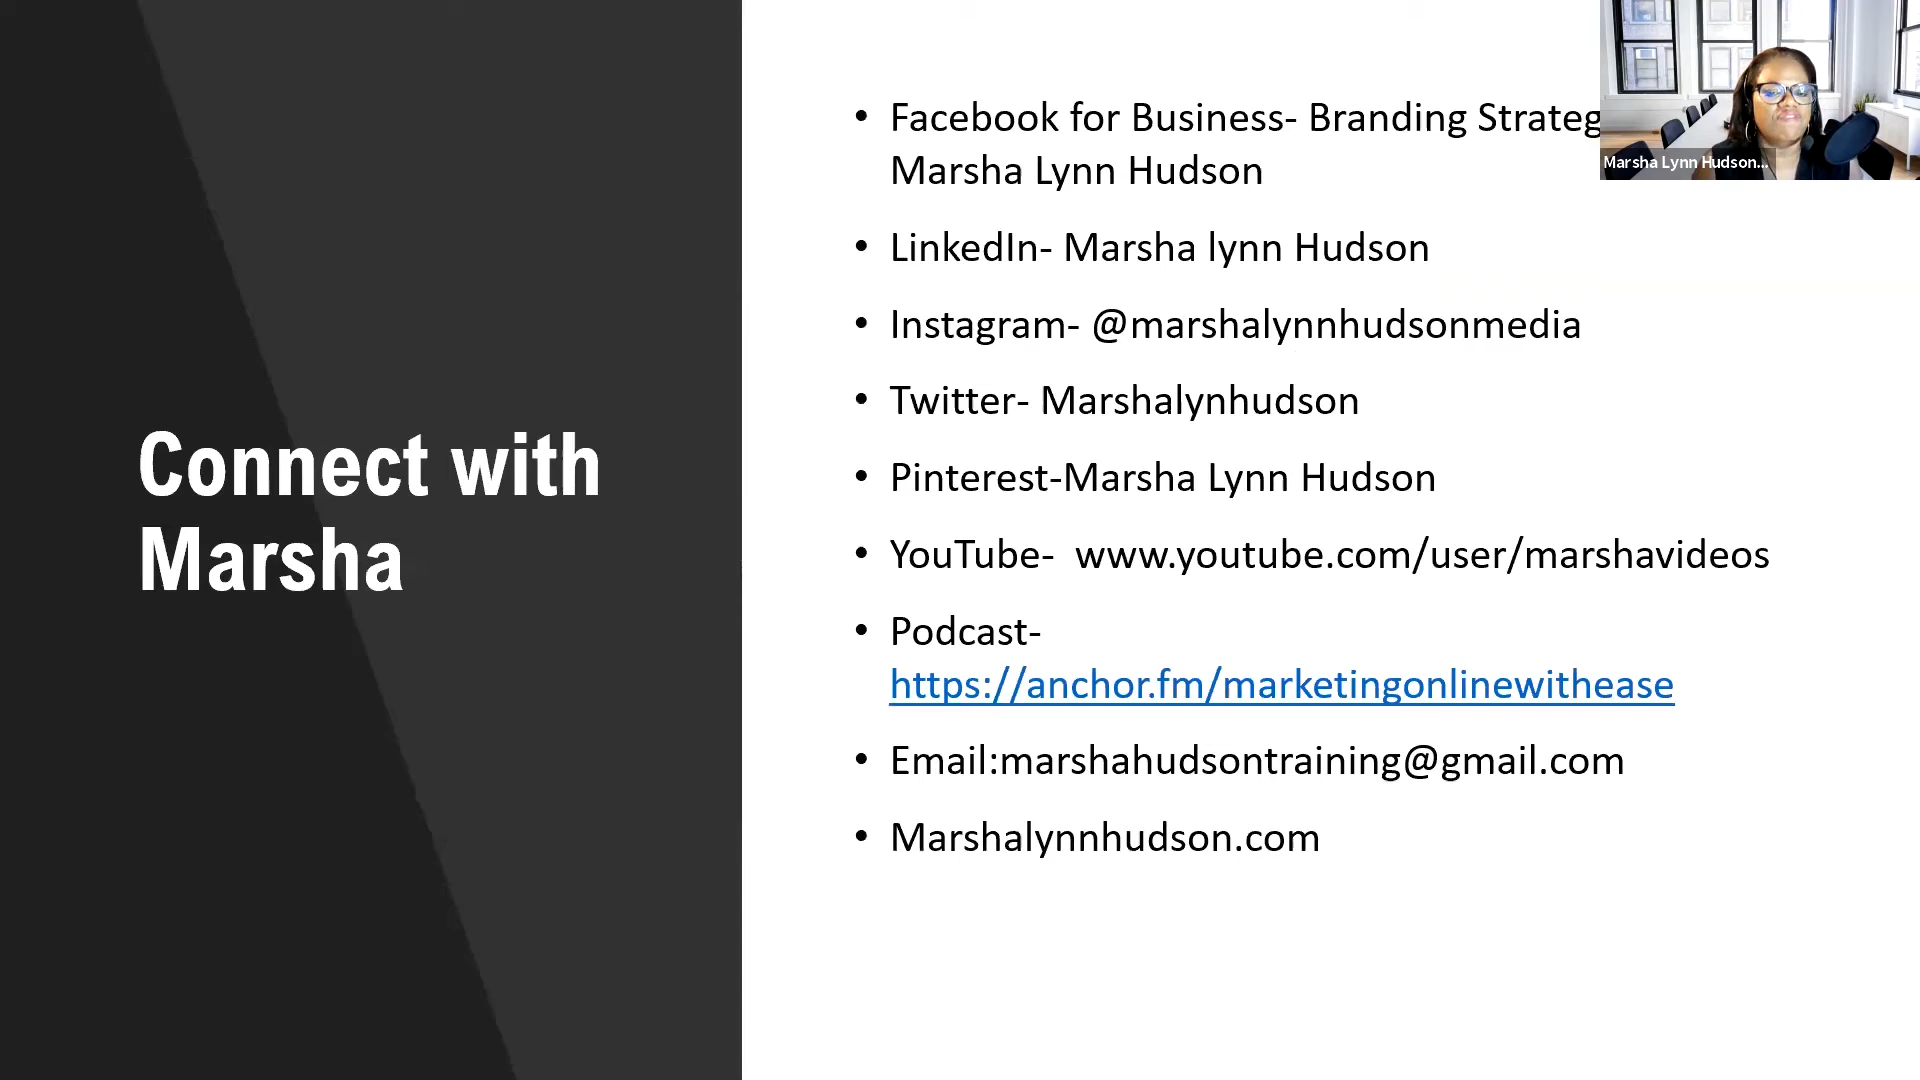 Connect with
Marsha
• Facebook for Business- Branding
Marsha Lynn Hudson
• LinkedIn- Marsha lynn Hudson
• Instagram- @marshalynnhudsonmedia
• Twitter- Marshalynhudson
• Pinterest-Marsha Lynn Hudson
• YouTube-  www.youtube.com/user/marshavideos
• Podcast-
https://anchor.fm/marketingonlinewithease
• Email:marshahudsontraining@gmail.com
• Marshalynnhudson.com
Marsha Lynn Hudson...